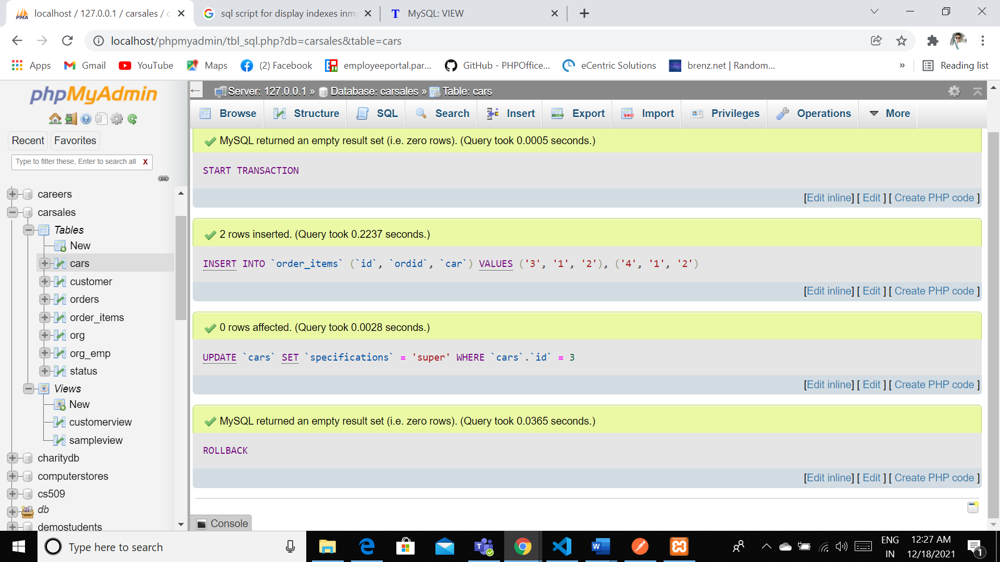 localhost / 127.0.0.1 / carsales / c
sql script for display indexes inmy
MySQL: VIEW
localhost/phpmyadmin/tbl_sql.php?db=carsales&table=cars
Apps
Gmail
YouTube
Maps
(2) Facebook
employeeportal.par...
GitHub - PHPOffice...
eCentric Solutions
brenz.net | Random...
»
Reading list
phpMyAdmin
Recent
Favorites
Type to filter these, Enter to search all X
careers
carsales
Tables
New
cars
customer
orders
order_items
org
org_emp
status
Views
New
customerview
sampleview
charitydb
computerstores
cs509
db
demostudents
Server: 127.0.0.1 » Database: carsales » Table: cars
Browse
Structure
SQL
Search
Insert
Export
Import
Privileges
Operations
More
MySQL returned an empty result set (i.e. zero rows). (Query took 0.0005 seconds.)
START TRANSACTION
[Edit inline] [ Edit ] [ Create PHP code ]
2 rows inserted. (Query took 0.2237 seconds.)
INSERT INTO `order_items` (`id`, `ordid`, `car`) VALUES ('3', '1', '2'), ('4', '1', '2')
[Edit inline] [ Edit ] [ Create PHP code ]
0 rows affected. (Query took 0.0028 seconds.)
UPDATE `cars` SET `specifications` = 'super' WHERE `cars`.`id` = 3
[Edit inline] [ Edit ] [ Create PHP code ]
MySQL returned an empty result set (i.e. zero rows). (Query took 0.0365 seconds.)
ROLLBACK
[Edit inline] [ Edit ] [ Create PHP code ]
Console
Type here to search
ENG
IN
12:27 AM
12/18/2021
1